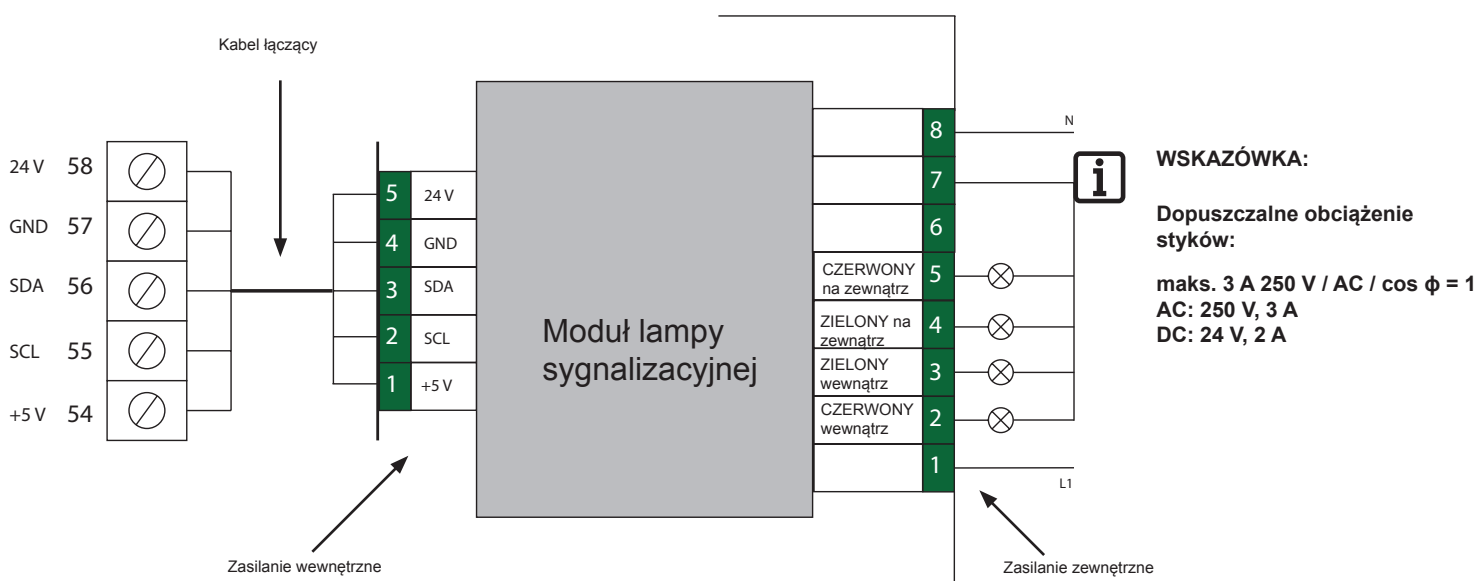 Kabel łączący
24 V 58
GND 57
SDA 56
SCL 55
+5 V 54
5 24 V
4 GND
3 SDA
2 SCL
1 +5 V
Moduł lampy
sygnalizacyjnej
8 N
7
6
CZERWONY
na zewnątrz 5
ZIELONY na
zewnątrz 4
ZIELONY
wewnątrz 3
CZERWONY
wewnątrz 2
1 L1
Zasilanie wewnętrzne
Zasilanie zewnętrzne
i
WSKAZÓWKA:
Dopuszczalne obciążenie
styków:
maks. 3 A 250 V / AC / cos ϕ = 1
AC: 250 V, 3 A
DC: 24 V, 2 A